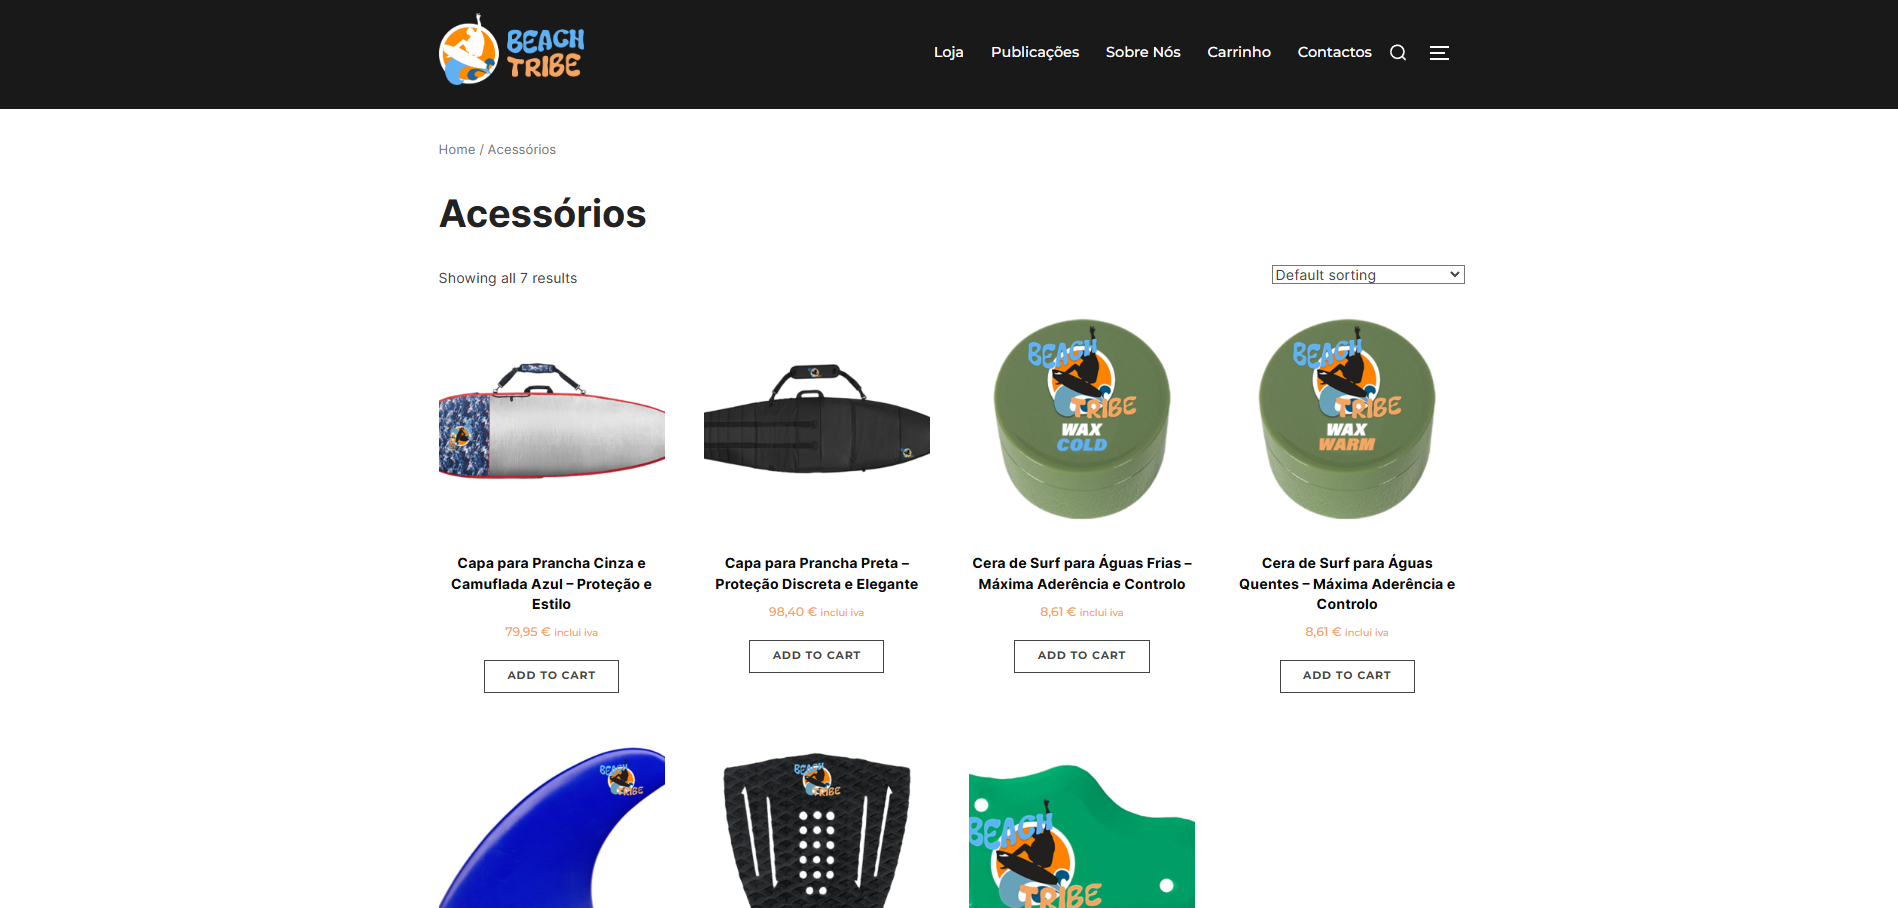 BEACH
TRIBE
Loja Publicações Sobre Nós Carrinho Contactos
Home / Acessórios
Acessórios
Showing all 7 results
Default sorting
BEACH
TRIBE
WAX
COLD
BEACH
TRIBE
WAX
WARM
Capa para Prancha Cinza e
Camuflada Azul – Proteção e
Estilo
79,95 € inclui iva
ADD TO CART
Capa para Prancha Preta –
Proteção Discreta e Elegante
98,40 € inclui iva
ADD TO CART
Cera de Surf para Águas Frias –
Máxima Aderência e Controlo
8,61 € inclui iva
ADD TO CART
Cera de Surf para Águas
Quentes – Máxima Aderência e
Controlo
8,61 € inclui iva
ADD TO CART
BEACH
TRIBE
BEACH
TRIBE
BEACH
TRIBE